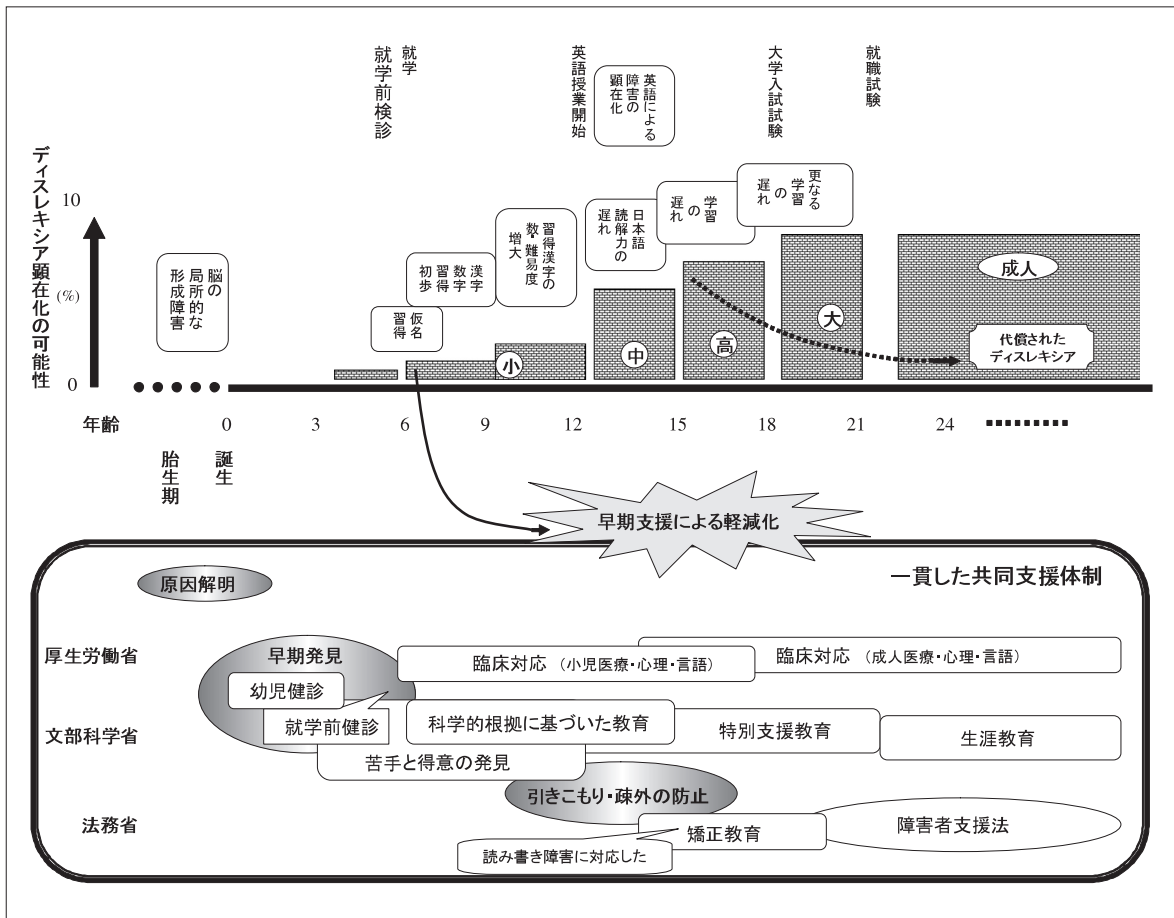 就学前検診
就学
英語授業開始
英語による
障害の
顕在化
大学入試試験
就職試験
ディスレキシア顕在化の可能性
10
(%)
0
脳の
局所的な
形成障害
仮名
習得
漢字
数字
習得
初歩
習得漢字の
数・難易度
増大
日本語
読解力の
遅れ
学習
の
遅れ
更なる
学習
の
遅れ
小
中
高
大
成人
代償された
ディスレキシア
年齢
0
3
6
9
12
15
18
21
24
胎生期
誕生
早期支援による軽減化
一貫した共同支援体制
原因解明
厚生労働省
早期発見
幼児健診
臨床対応 (小児医療・心理・言語)
臨床対応 (成人医療・心理・言語)
文部科学省
就学前健診
科学的根拠に基づいた教育
特別支援教育
生涯教育
苦手と得意の発見
引きこもり・疎外の防止
法務省
矯正教育
障害者支援法
読み書き障害に対応した